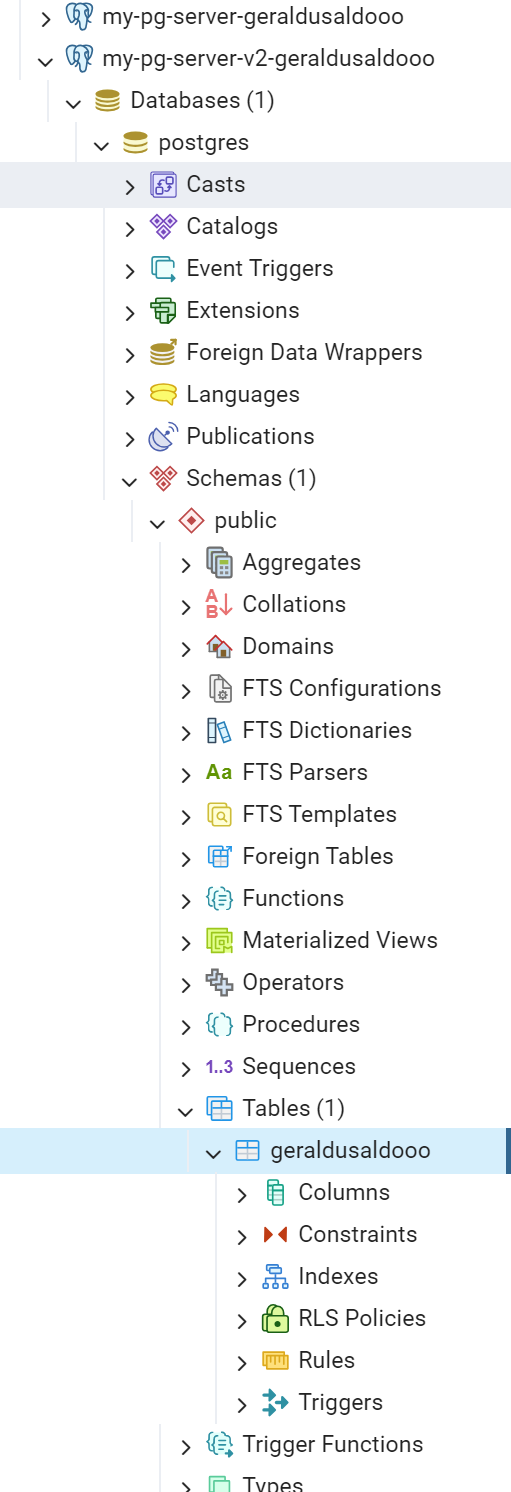 my-pg-server-geraldusaldooo
my-pg-server-v2-geraldusaldooo
Databases (1)
postgres
Casts
Catalogs
Event Triggers
Extensions
Foreign Data Wrappers
Languages
Publications
Schemas (1)
public
Aggregates
A
B Collations
Domains
FTS Configurations
FTS Dictionaries
Aa FTS Parsers
FTS Templates
Foreign Tables
Functions
Materialized Views
Operators
Procedures
1..3 Sequences
Tables (1)
geraldusaldooo
Columns
Constraints
Indexes
RLS Policies
Rules
Triggers
Trigger Functions
Types